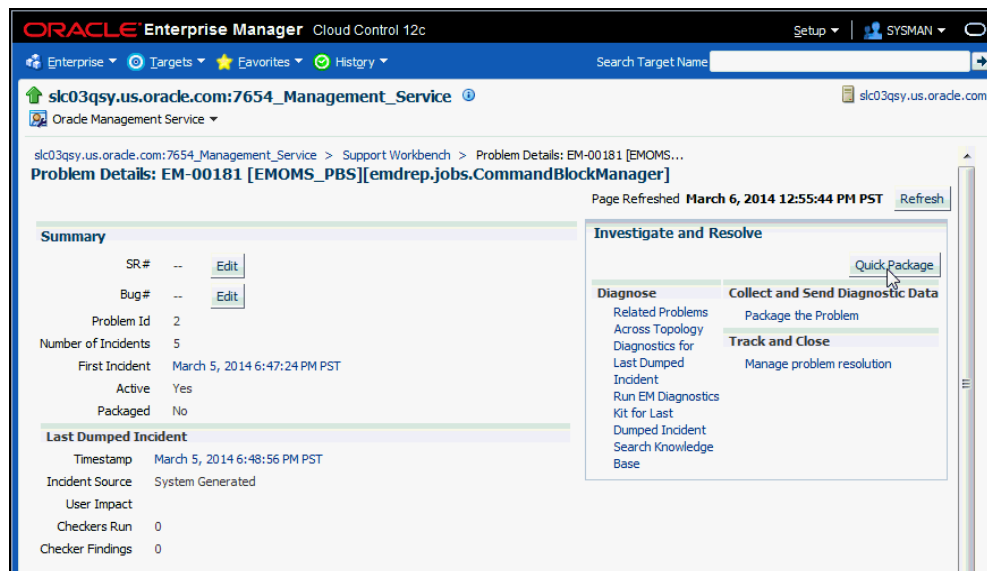 ORACLE Enterprise Manager Cloud Control 12c
Setup SYSMAN
Enterprise Targets Favorites History Search Target Name
slc03qsy.us.oracle.com:7654_Management_Service slc03qsy.us.oracle.com
Oracle Management Service
slc03qsy.us.oracle.com:7654_Management_Service > Support Workbench > Problem Details: EM-00181 [EMOMS...
Problem Details: EM-00181 [EMOMS_PBS][emdrep.jobs.CommandBlockManager]
Page Refreshed March 6, 2014 12:55:44 PM PST Refresh
Summary
SR# -- Edit
Bug# -- Edit
Problem Id 2
Number of Incidents 5
First Incident March 5, 2014 6:47:24 PM PST
Active Yes
Packaged No
Last Dumped Incident
Timestamp March 5, 2014 6:48:56 PM PST
Incident Source System Generated
User Impact
Checkers Run 0
Checker Findings 0
Investigate and Resolve
Quick Package
Diagnose
Related Problems
Across Topology
Diagnostics for
Last Dumped
Incident
Run EM Diagnostics
Kit for Last
Dumped Incident
Search Knowledge
Base
Collect and Send Diagnostic Data
Package the Problem
Track and Close
Manage problem resolution